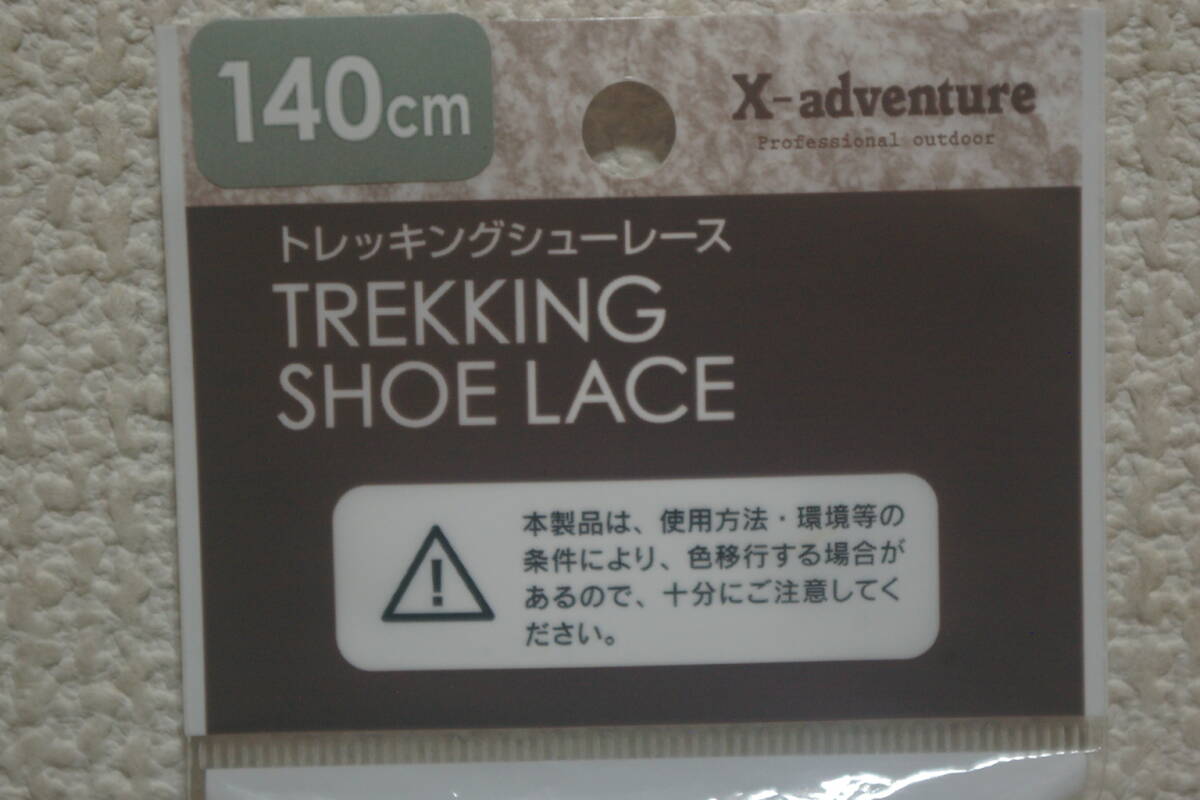 140cm
X-adventure
Professional outdoor
トレッキングシューレース
TREKKING
SHOE LACE
本製品は、使用方法・環境等の
条件により、色移行する場合が
あるので、十分にご注意してく
ださい。